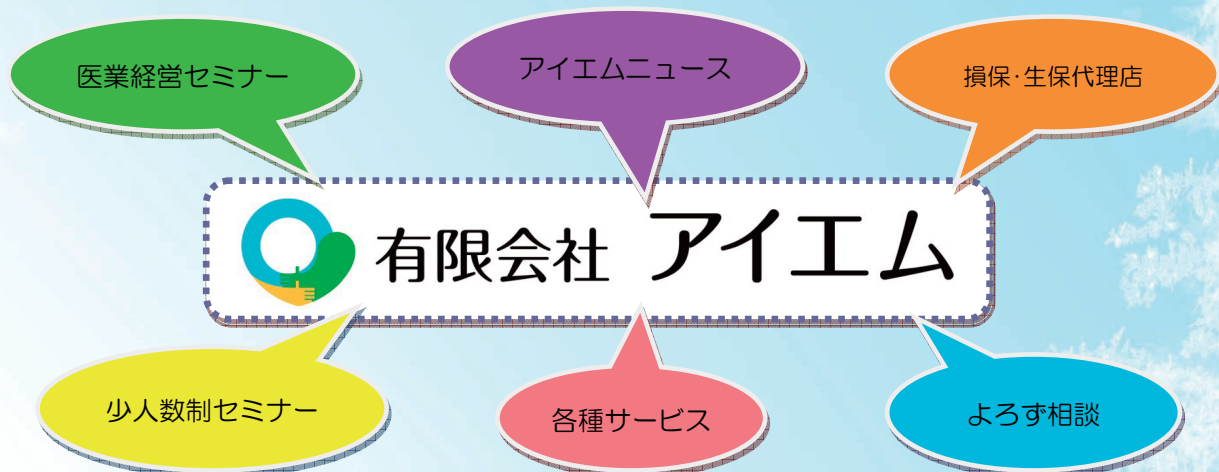 医業経営セミナー
アイエムニュース
損保・生保代理店
有限会社 アイエム
少人数制セミナー
各種サービス
よろず相談